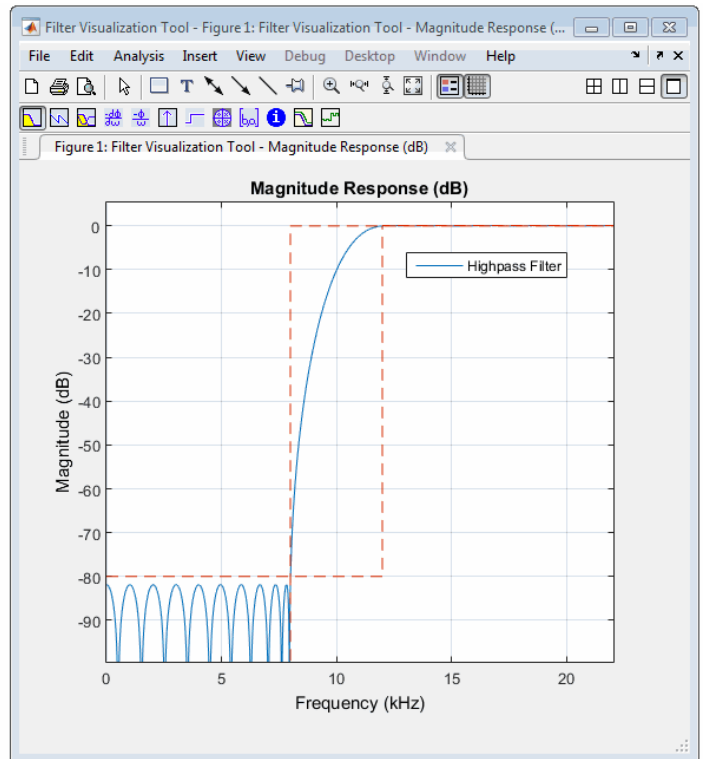 Filter Visualization Tool - Figure 1: Filter Visualization Tool - Magnitude Response (...
File Edit Analysis Insert View Debug Desktop Window Help
Figure 1: Filter Visualization Tool - Magnitude Response (dB)
Magnitude Response (dB)
Highpass Filter
0
-10
-20
-30
-40
-50
-60
-70
-80
-90
Magnitude (dB)
0 5 10 15 20
Frequency (kHz)